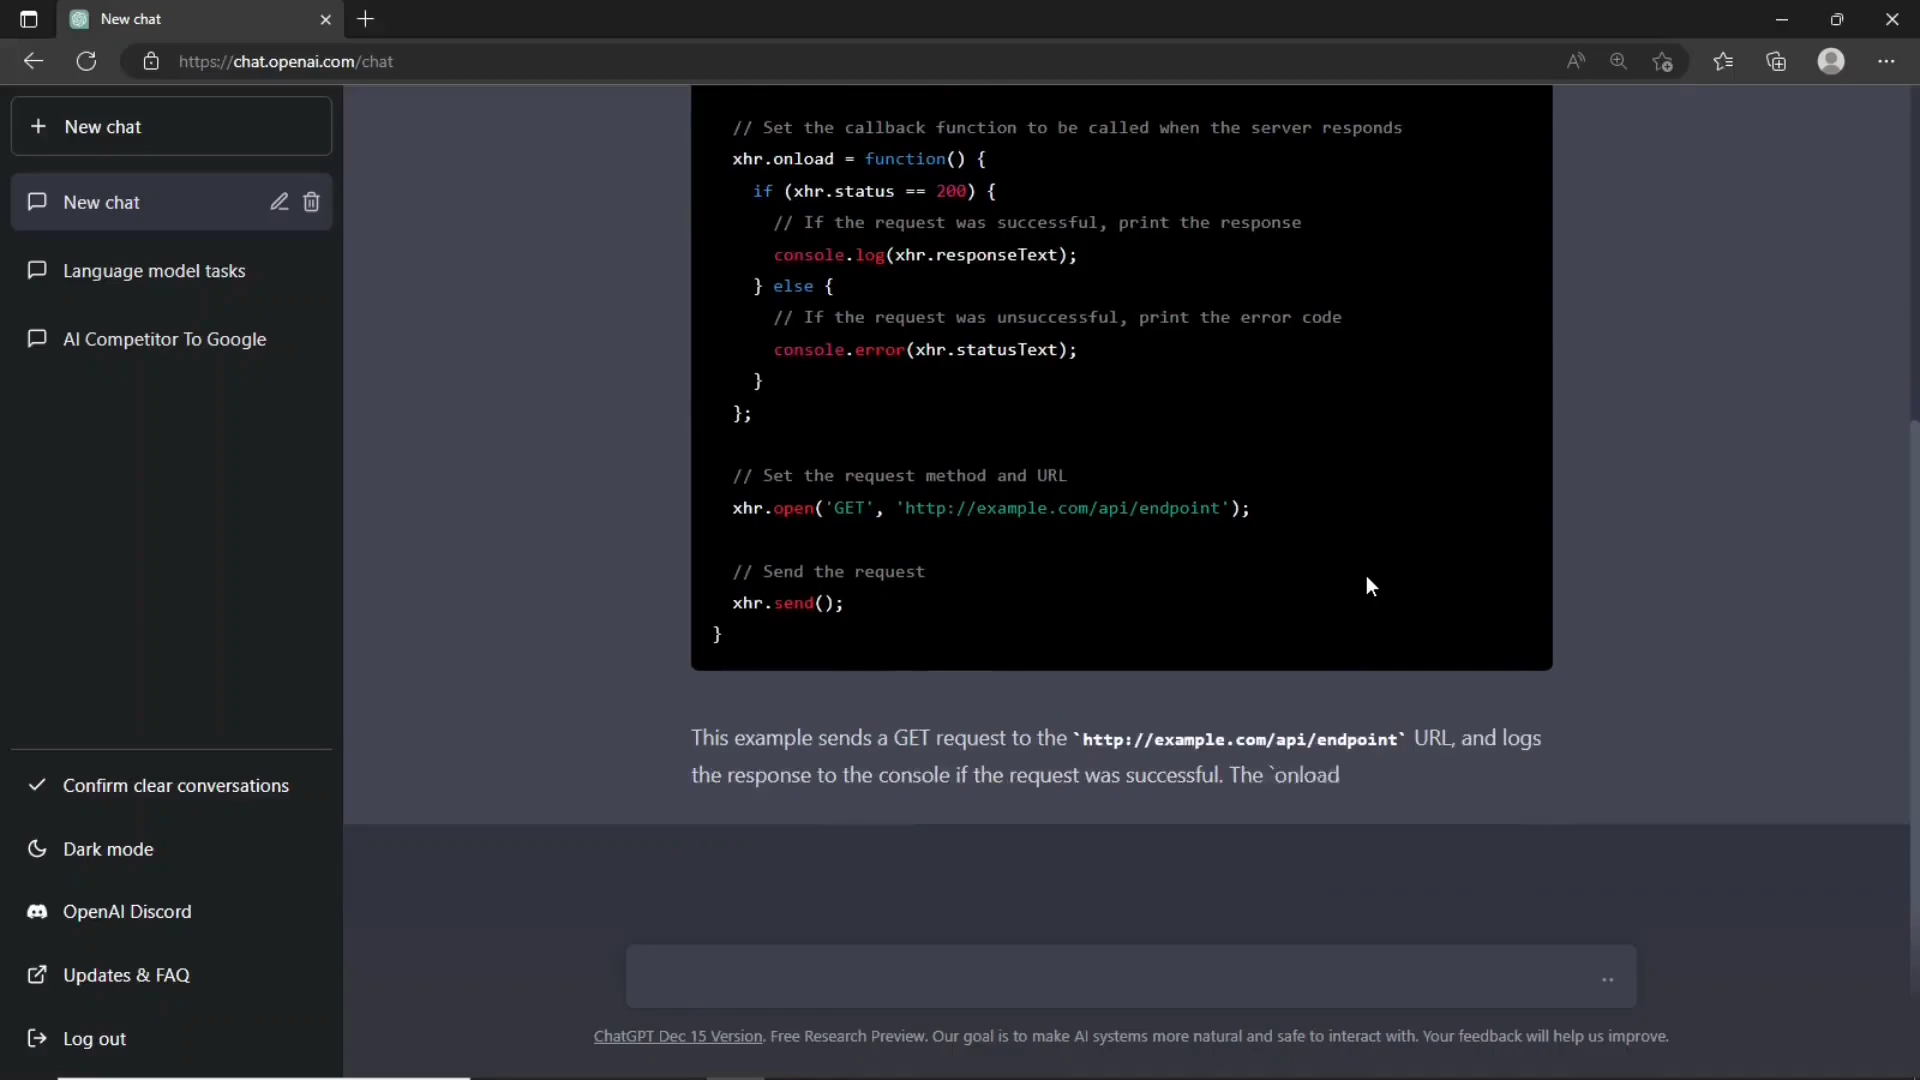 New chat
https://chat.openai.com/chat
New chat
New chat
Language model tasks
AI Competitor To Google
Confirm clear conversations
Dark mode
OpenAI Discord
Updates & FAQ
Log out
// Set the callback function to be called when the server responds
xhr.onload = function() {
if (xhr.status == 200) {
// If the request was successful, print the response
console.log(xhr.responseText);
} else {
// If the request was unsuccessful, print the error code
console.error(xhr.statusText);
}
};
// Set the request method and URL
xhr.open('GET', 'http://example.com/api/endpoint');
// Send the request
xhr.send();
}
This example sends a GET request to the `http://example.com/api/endpoint` URL, and logs
the response to the console if the request was successful. The `onload
ChatGPT Dec 15 Version. Free Research Preview. Our goal is to make AI systems more natural and safe to interact with. Your feedback will help us improve.